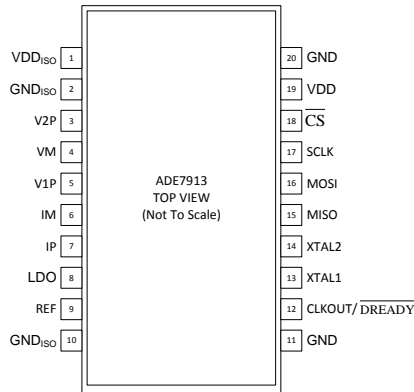 VDDISO 1
GNDISO 2
V2P 3
VM 4
V1P 5
IM 6
IP 7
LDO 8
REF 9
GNDISO 10
ADE7913
TOP VIEW
(Not To Scale)
20 GND
19 VDD
18 CS
17 SCLK
16 MOSI
15 MISO
14 XTAL2
13 XTAL1
12 CLKOUT/DREADY
11 GND